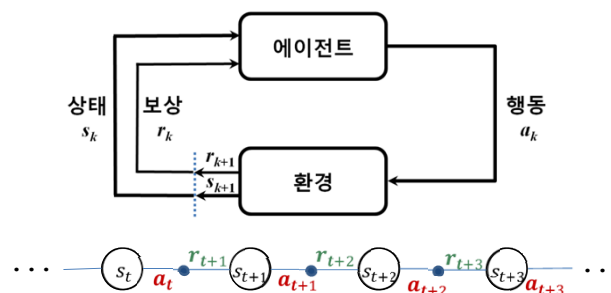 에이전트
상태 보상 행동
s_k r_k a_k
r_{k+1}
s_{k+1}
환경
r_{t+1} r_{t+2} r_{t+3}
... s_t s_{t+1} s_{t+2} s_{t+3} ...
a_t a_{t+1} a_{t+2} a_{t+3}